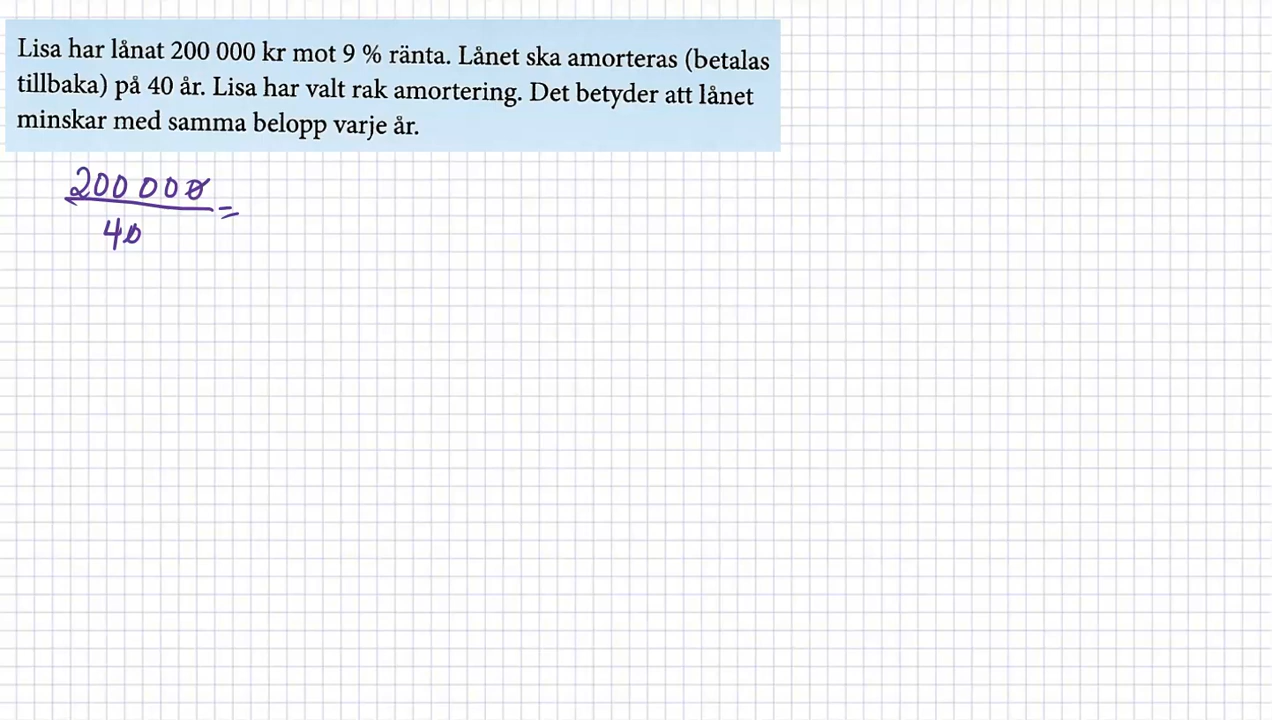 Lisa har lånat 200 000 kr mot 9 % ränta. Lånet ska amorteras (betalas
tillbaka) på 40 år. Lisa har valt rak amortering. Det betyder att lånet
minskar med samma belopp varje år.
200 000
=
40